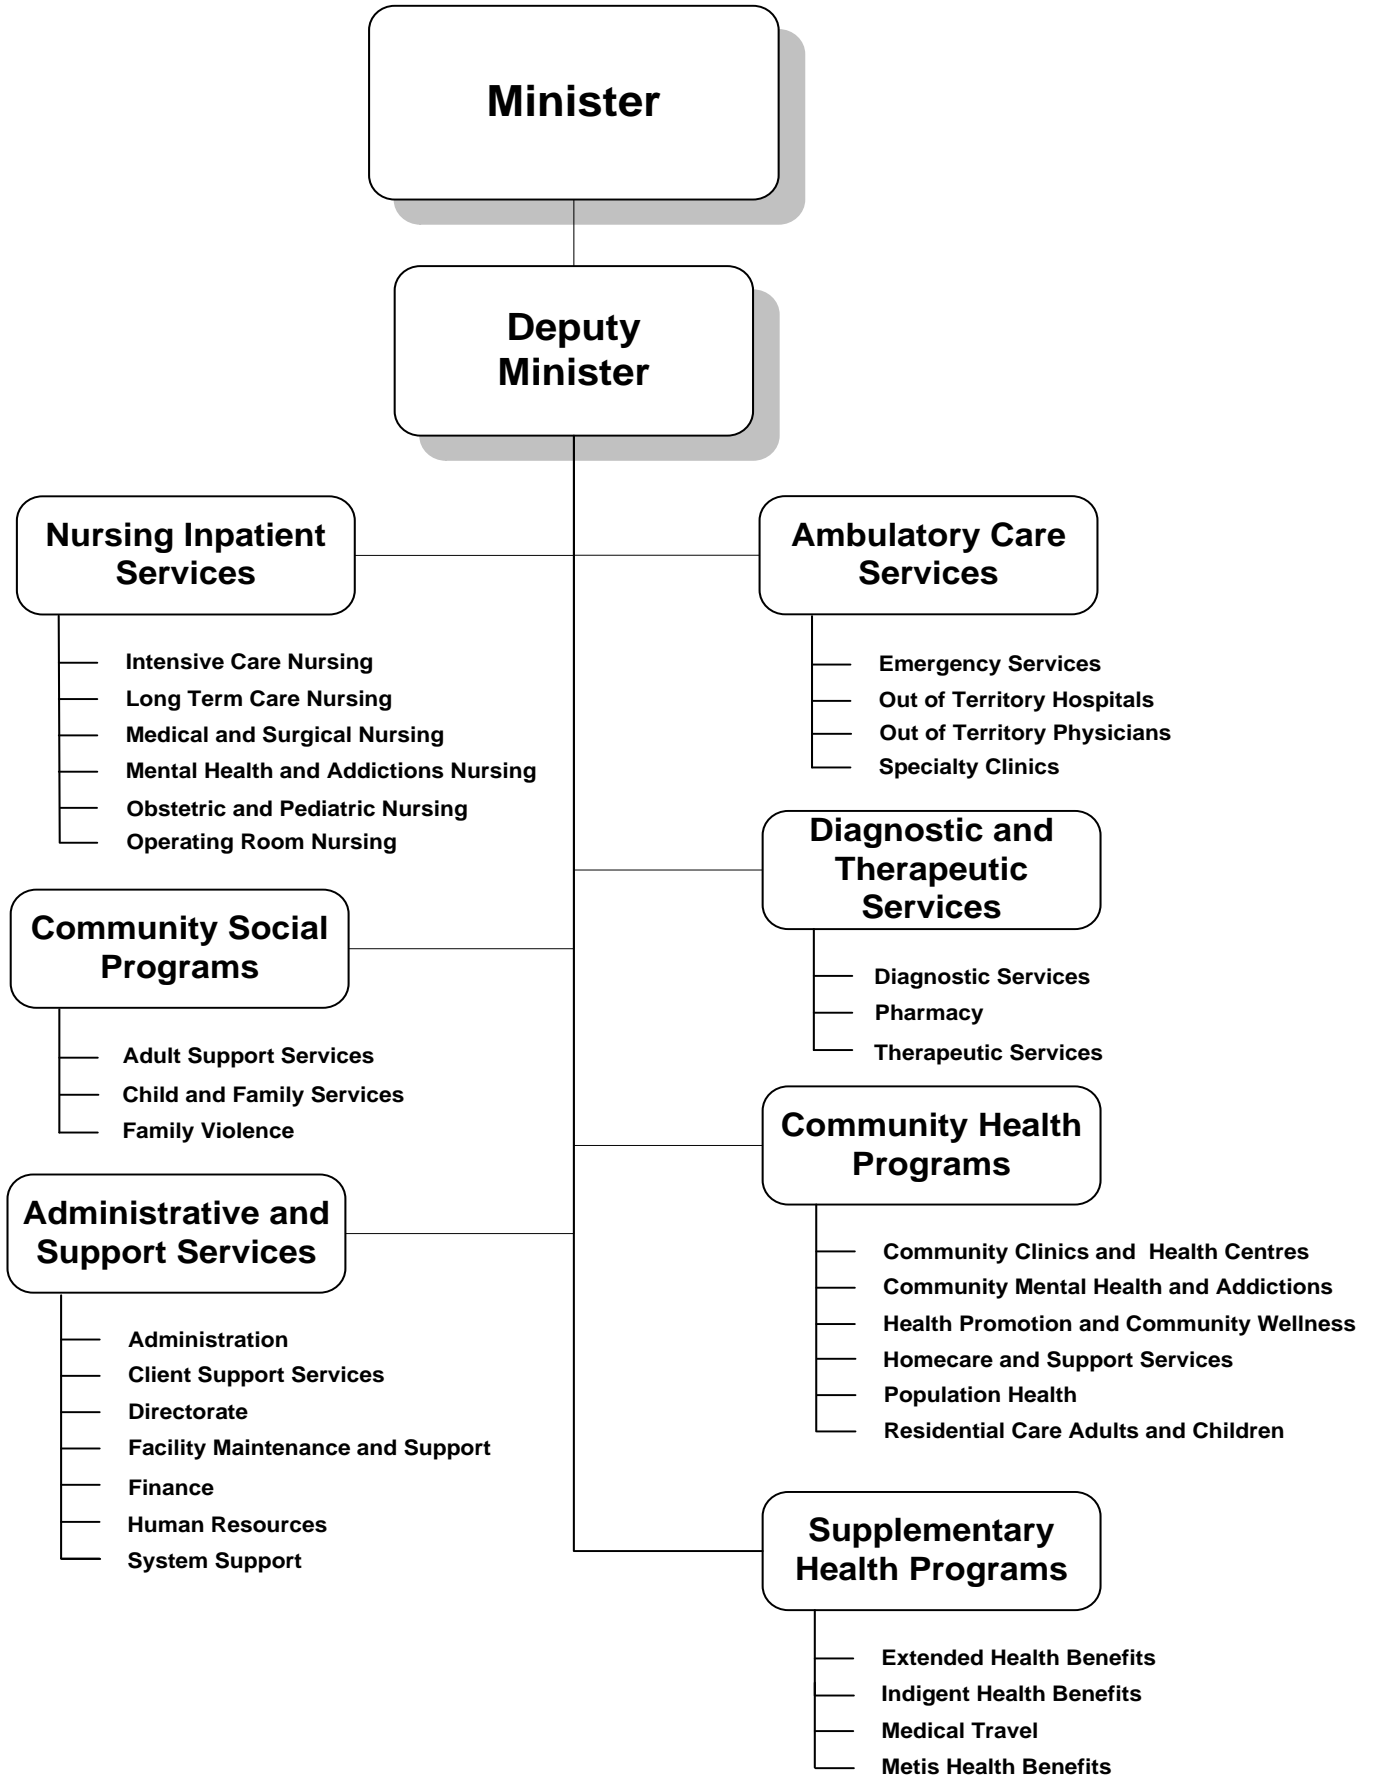 Minister
Deputy
Minister
Nursing Inpatient
Services
Intensive Care Nursing
Long Term Care Nursing
Medical and Surgical Nursing
Mental Health and Addictions Nursing
Obstetric and Pediatric Nursing
Operating Room Nursing
Community Social
Programs
Adult Support Services
Child and Family Services
Family Violence
Administrative and
Support Services
Administration
Client Support Services
Directorate
Facility Maintenance and Support
Finance
Human Resources
System Support
Ambulatory Care
Services
Emergency Services
Out of Territory Hospitals
Out of Territory Physicians
Specialty Clinics
Diagnostic and
Therapeutic
Services
Diagnostic Services
Pharmacy
Therapeutic Services
Community Health
Programs
Community Clinics and  Health Centres
Community Mental Health and Addictions
Health Promotion and Community Wellness
Homecare and Support Services
Population Health
Residential Care Adults and Children
Supplementary
Health Programs
Extended Health Benefits
Indigent Health Benefits
Medical Travel
Metis Health Benefits